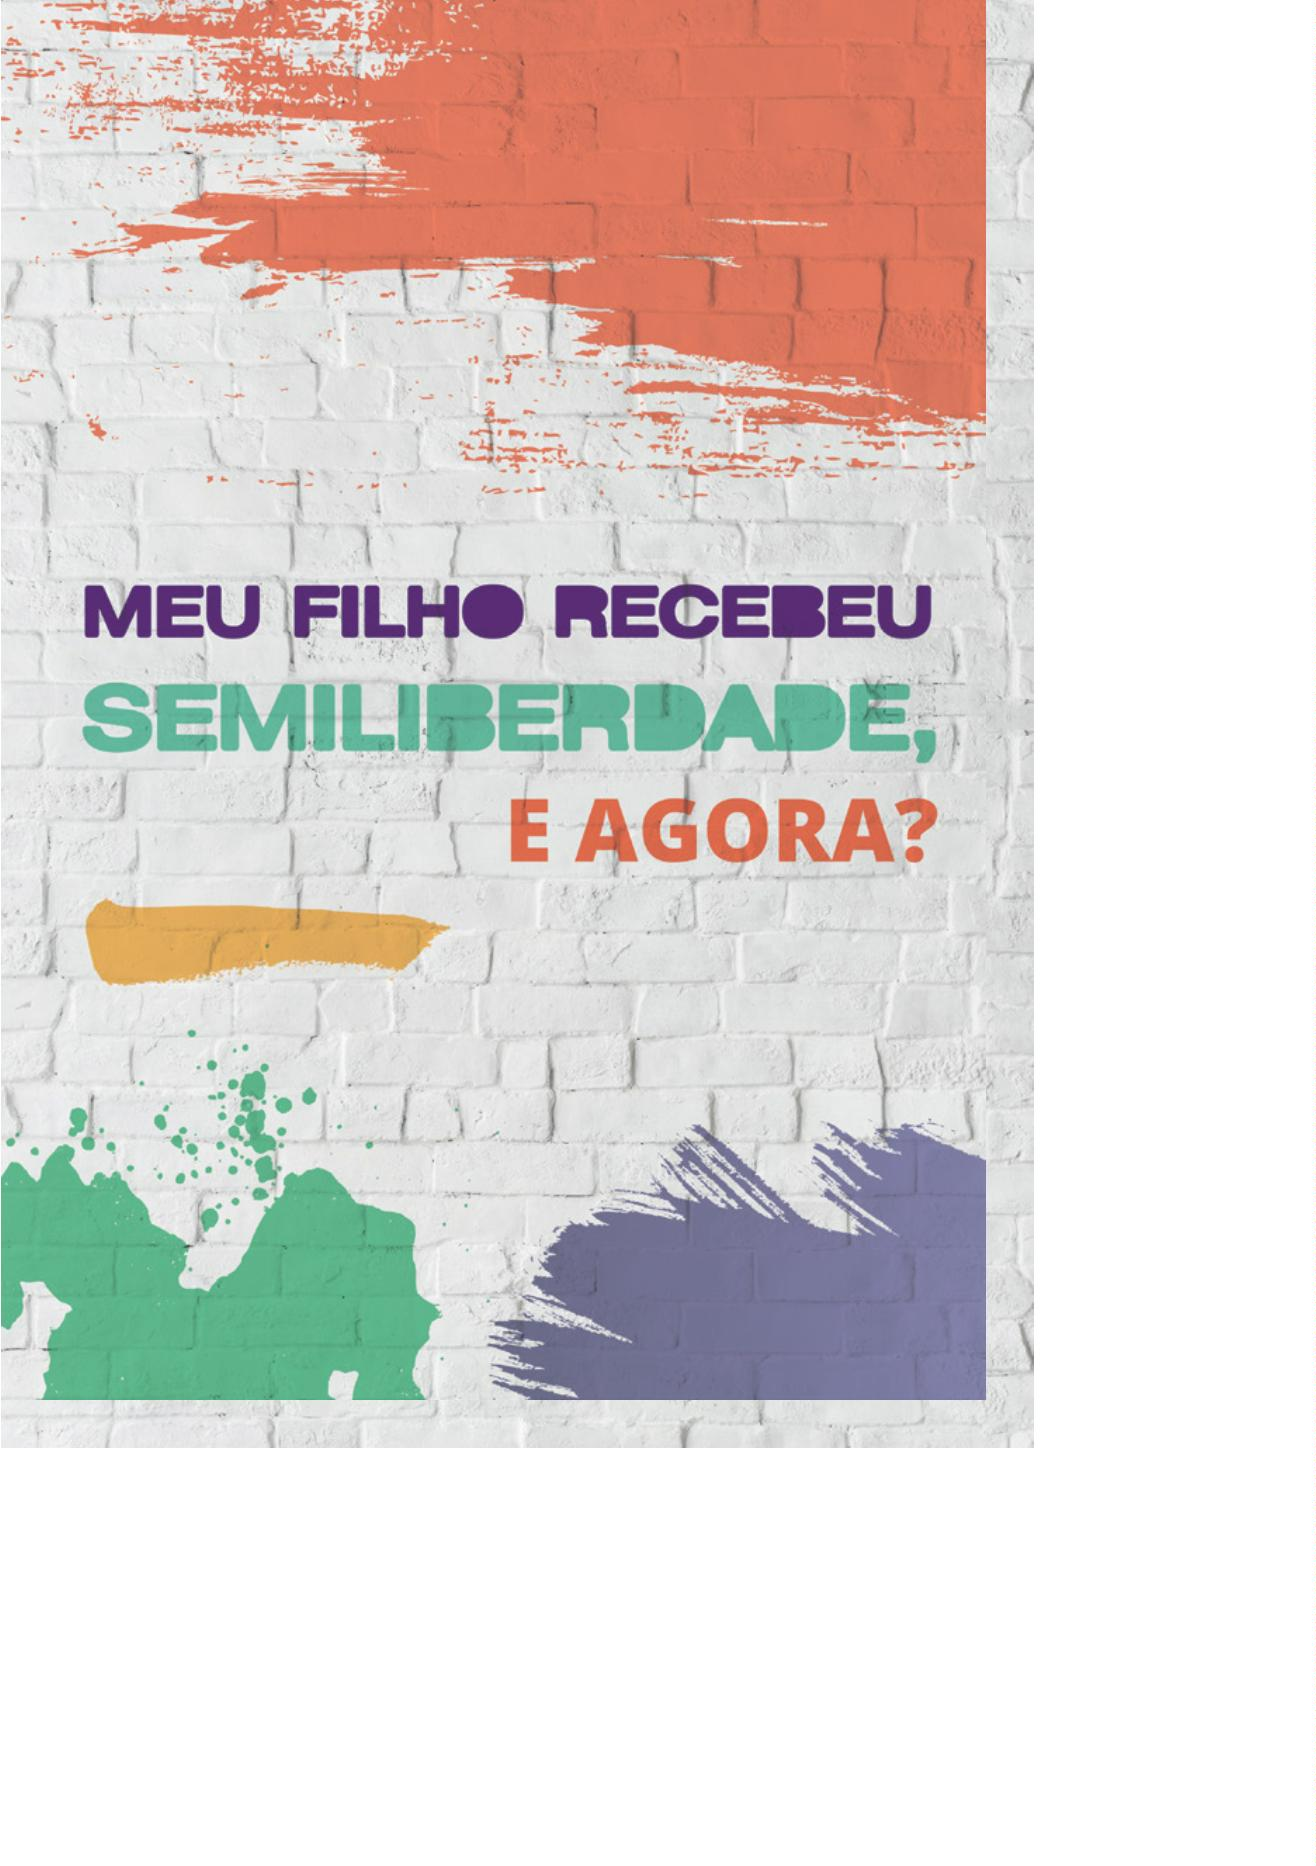 MEU FILHO RECEBEU
SEMILIBERDADE,
E AGORA?